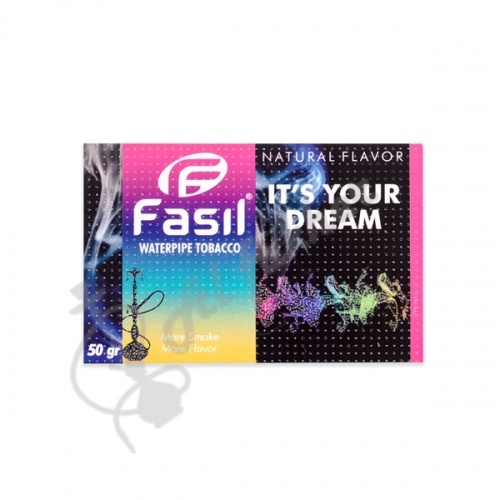 Fasil®
WATERPIPE TOBACCO
50 gr
More Smoke
More Flavor
NATURAL FLAVOR
IT'S YOUR
DREAM